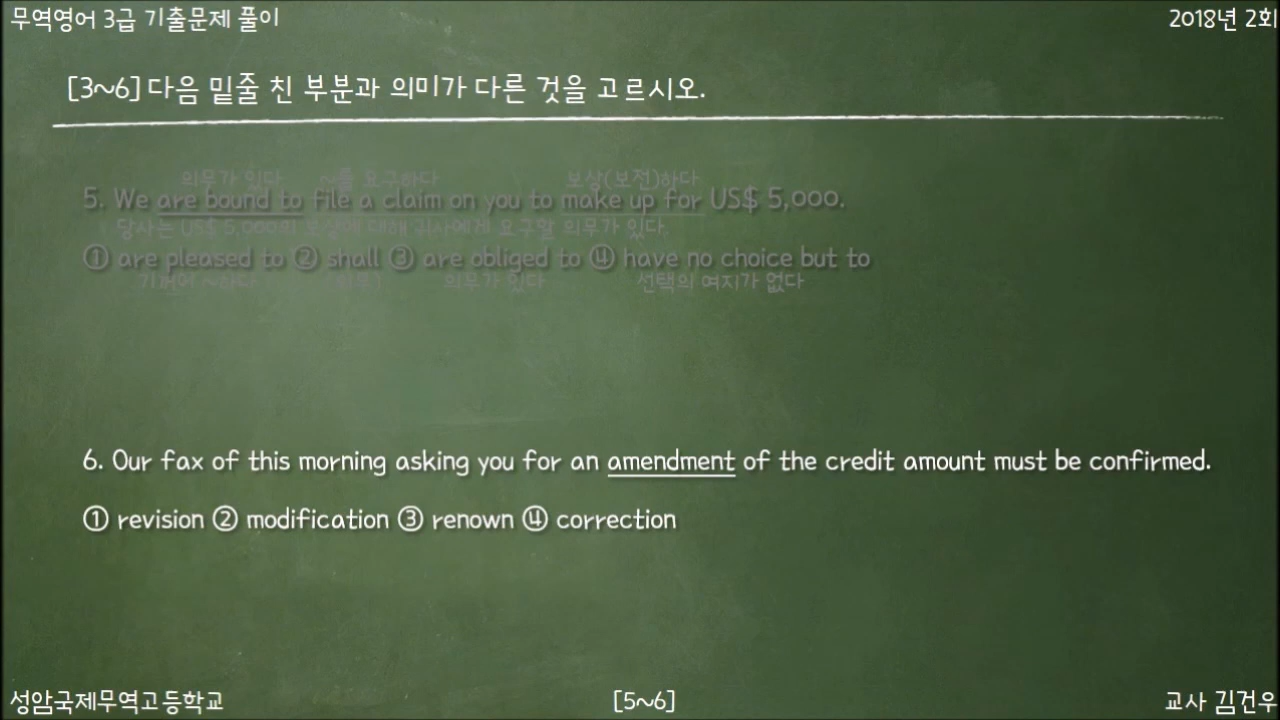 무역영어 3급 기출문제 풀이
2018년 2회
[3~6] 다음 밑줄 친 부분과 의미가 다른 것을 고르시오.
의무가 있다 ~을 요구하다 보상(보전)하다
5. We are bound to file a claim on you to make up for US$ 5,000.
당사는 US$ 5,000의 보상에 대해 귀사에게 요구할 의무가 있다.
① are pleased to ② shall ③ are obliged to ④ have no choice but to
기꺼이 ~하다 의무가 있다 선택의 여지가 없다
6. Our fax of this morning asking you for an amendment of the credit amount must be confirmed.
① revision ② modification ③ renown ④ correction
성암국제무역고등학교
[5~6]
교사 김건우